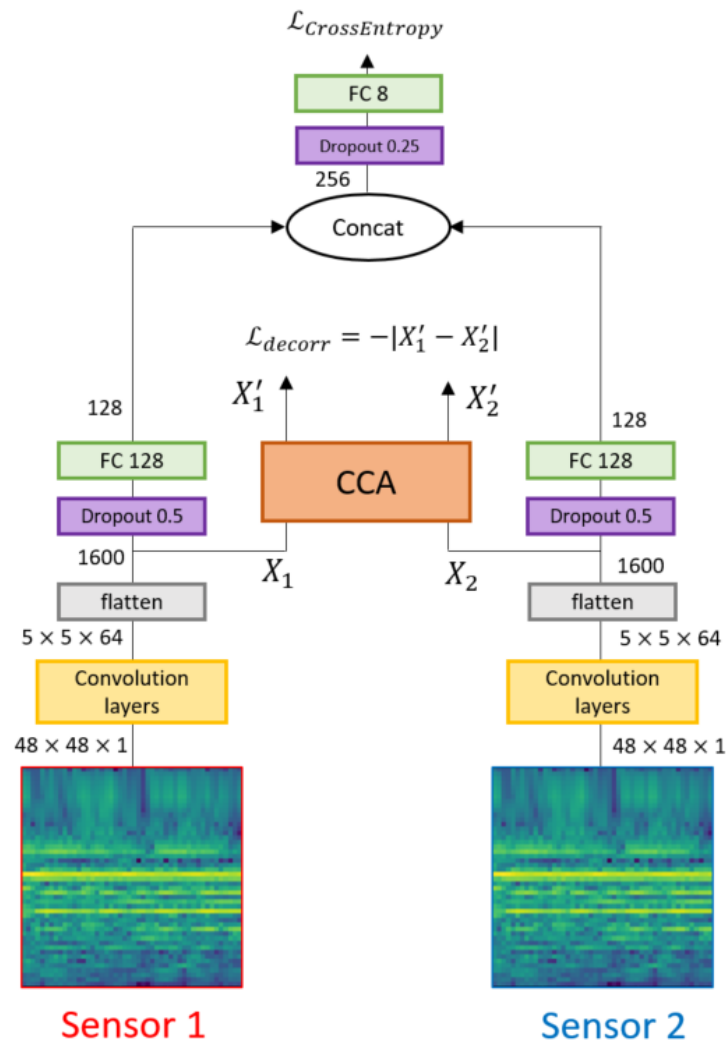 ℒ_CrossEntropy
FC 8
Dropout 0.25
256
Concat
ℒ_decorr = −|X′₁ − X′₂|
X′₁
X′₂
128
128
FC 128
CCA
FC 128
Dropout 0.5
Dropout 0.5
1600
X₁
X₂
1600
flatten
flatten
5 × 5 × 64
5 × 5 × 64
Convolution
layers
Convolution
layers
48 × 48 × 1
48 × 48 × 1
Sensor 1
Sensor 2